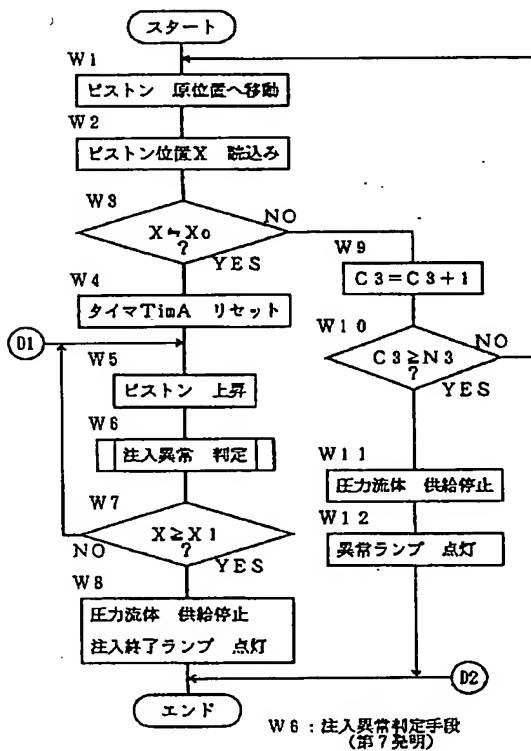 スタート
W1
ピストン 原位置へ移動
W2
ピストン位置X 読込み
W3
X≒X₀
?
NO
YES
W4
タイマTimA リセット
D1
W5
ピストン 上昇
W6
注入異常 判定
W7
X≧X1
?
NO
YES
W8
圧力流体 供給停止
注入終了ランプ 点灯
エンド
W9
C3=C3+1
W10
C3≧N3
?
NO
YES
W11
圧力流体 供給停止
W12
異常ランプ 点灯
D2
W6:注入異常判定手段
(第7発明)